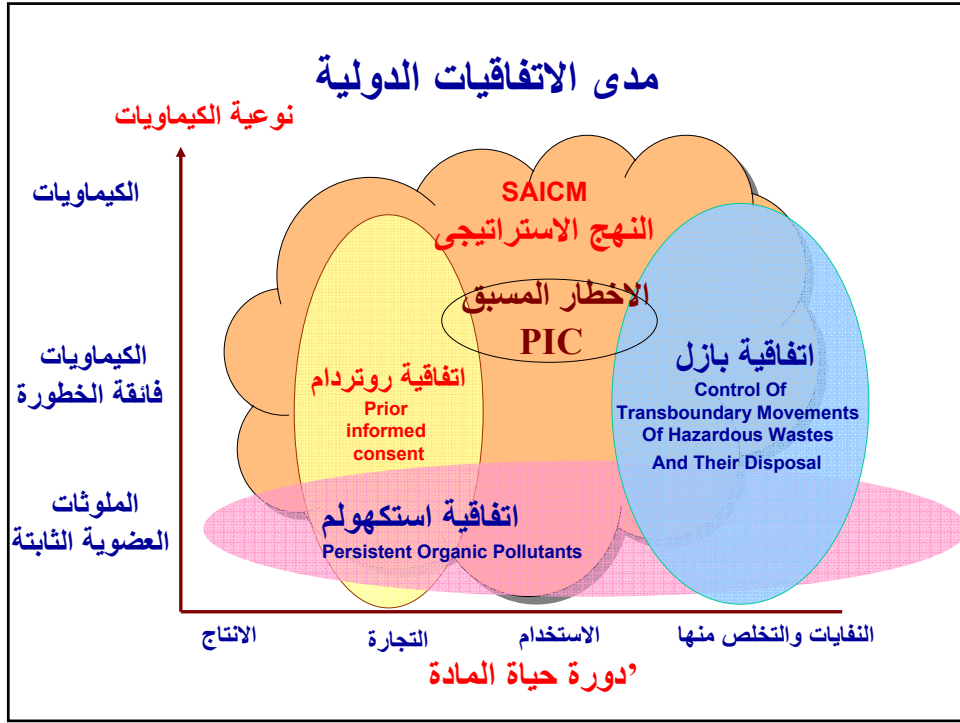 مدى الاتفاقيات الدولية
نوعية الكيماويات
الكيماويات
الكيماويات
فائقة الخطورة
الملوثات
العضوية الثابتة
SAICM
النهج الاستراتيجى
الاخطار المسبق
PIC
اتفاقية روتردام
Prior
informed
consent
اتفاقية بازل
Control Of
Transboundary Movements
Of Hazardous Wastes
And Their Disposal
اتفاقية استكهولم
Persistent Organic Pollutants
الانتاج
التجارة
الاستخدام
النفايات والتخلص منها
’دورة حياة المادة